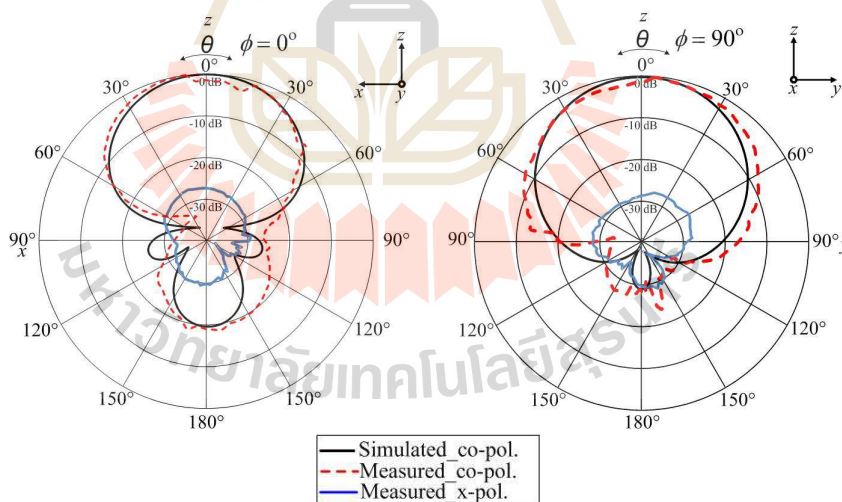 z
θ ϕ = 0°
0°
-0 dB
30° 30°
-10 dB
60° 60°
-20 dB
-30 dB
90° 90°
x
120° 120°
150° 150°
180°
z
x y
z
θ ϕ = 90°
0°
-0 dB
30° 30°
-10 dB
60° 60°
-20 dB
-30 dB
90° 90°
120° 120°
150° 150°
180°
z
x y
มหาวิทยาลัยเทคโนโลยีสุรนารี
Simulated_co-pol.
Measured_co-pol.
Measured_x-pol.